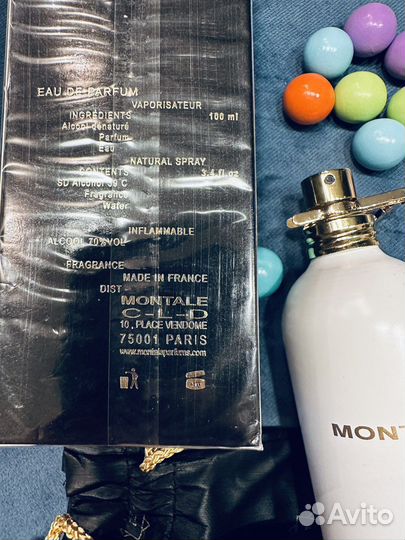 EAU DE PARFUM
VAPORISATEUR
INGRÉDIENTS
100 ml
Alcool dénaturé
Parfum
Eau
NATURAL SPRAY
CONTENTS
3.4 fl.oz
SD Alcohol 39 C
Fragrance
Water
INFLAMMABLE
ALCOOL 70%VOL
FRAGRANCE
MADE IN FRANCE
DIST
MONTALE
C-L-D
10, PLACE VENDOME
75001 PARIS
www.montaleparfums.com
MONT
Avito